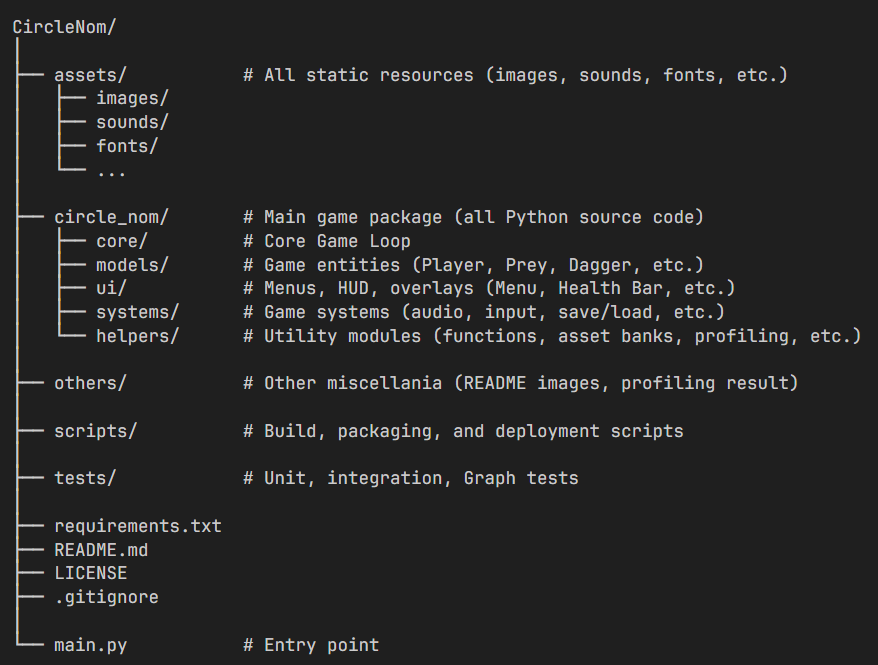 CircleNom/
│
├── assets/           # All static resources (images, sounds, fonts, etc.)
│   ├── images/
│   ├── sounds/
│   ├── fonts/
│   └── ...
│
├── circle_nom/       # Main game package (all Python source code)
│   ├── core/         # Core Game Loop
│   ├── models/       # Game entities (Player, Prey, Dagger, etc.)
│   ├── ui/           # Menus, HUD, overlays (Menu, Health Bar, etc.)
│   ├── systems/      # Game systems (audio, input, save/load, etc.)
│   └── helpers/      # Utility modules (functions, asset banks, profiling, etc.)
│
├── others/           # Other miscellania (README images, profiling result)
│
├── scripts/          # Build, packaging, and deployment scripts
│
├── tests/            # Unit, integration, Graph tests
│
├── requirements.txt
├── README.md
├── LICENSE
├── .gitignore
│
└── main.py           # Entry point